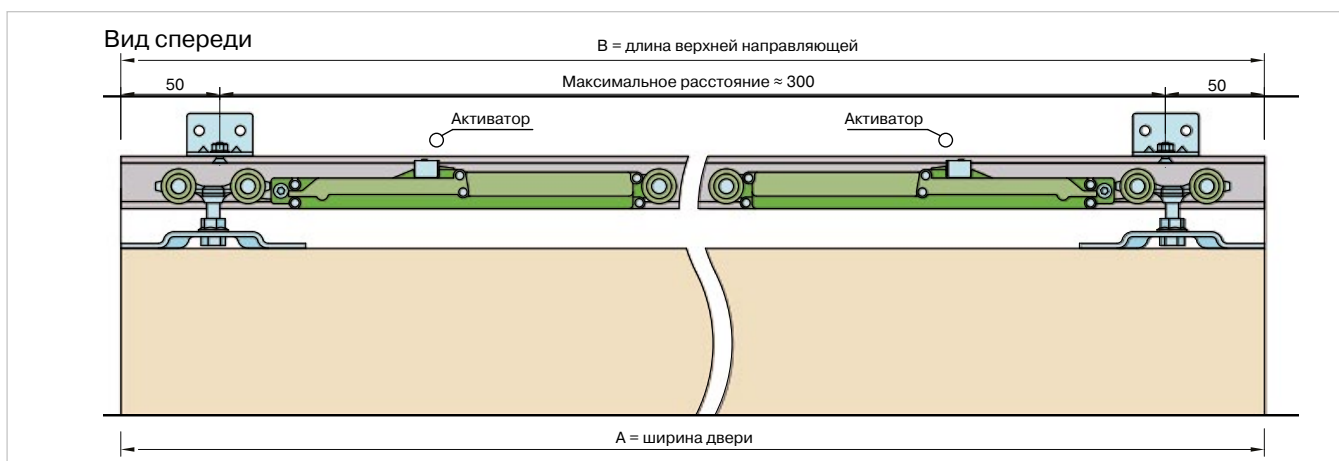 Вид спереди
B = длина верхней направляющей
50
Максимальное расстояние ≈ 300
50
Активатор
Активатор
A = ширина двери